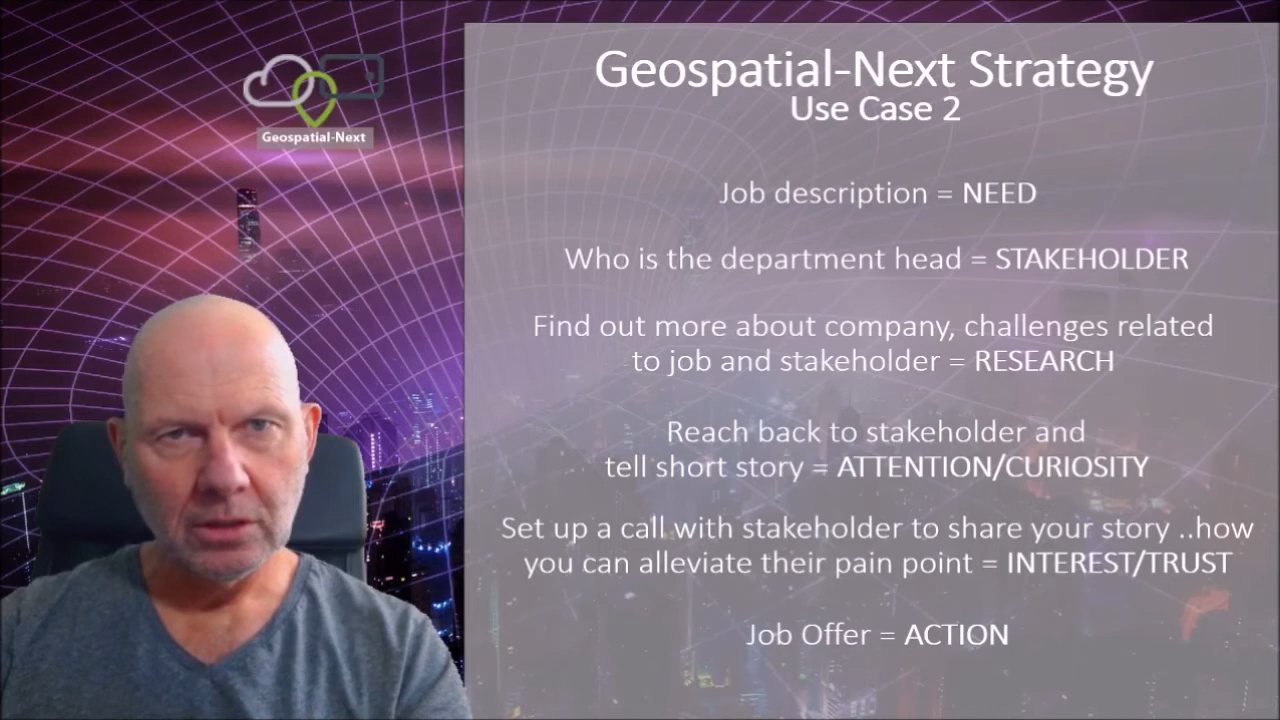 Geospatial-Next
Geospatial-Next Strategy
Use Case 2
Job description = NEED
Who is the department head = STAKEHOLDER
Find out more about company, challenges related
to job and stakeholder = RESEARCH
Reach back to stakeholder and
tell short story = ATTENTION/CURIOSITY
Set up a call with stakeholder to share your story ..how
you can alleviate their pain point = INTEREST/TRUST
Job Offer = ACTION